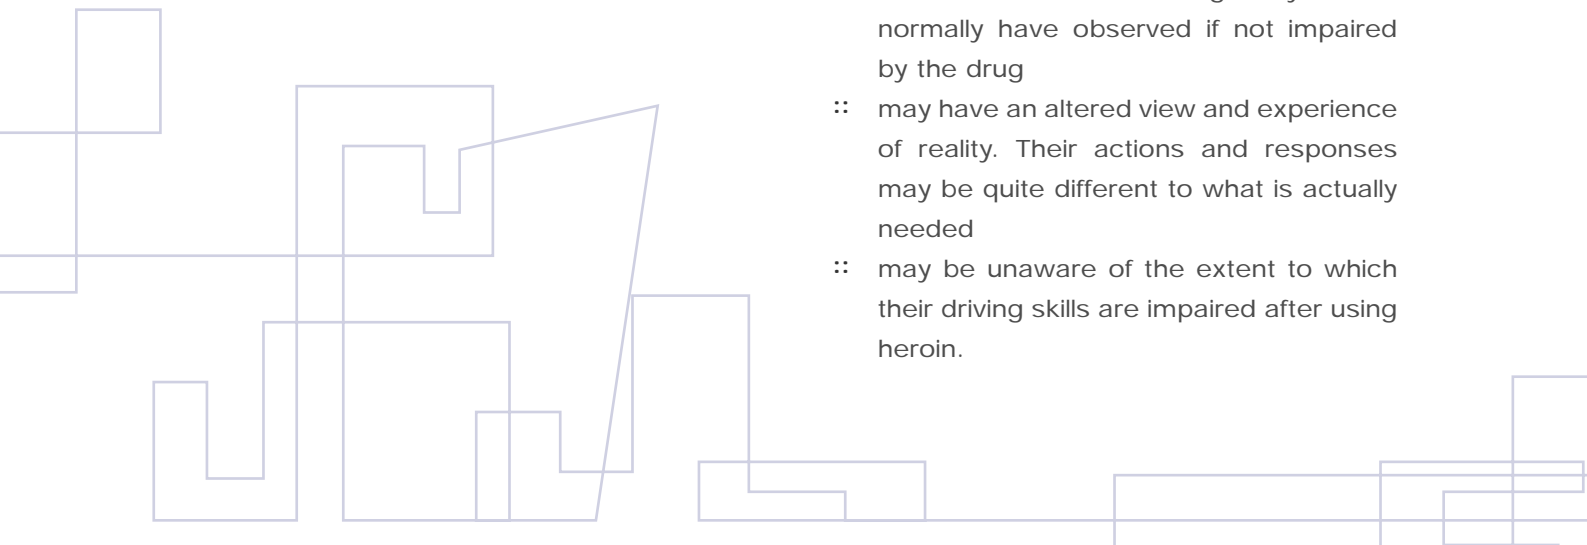 normally have observed if not impaired
by the drug
:: may have an altered view and experience
of reality. Their actions and responses
may be quite different to what is actually
needed
:: may be unaware of the extent to which
their driving skills are impaired after using
heroin.